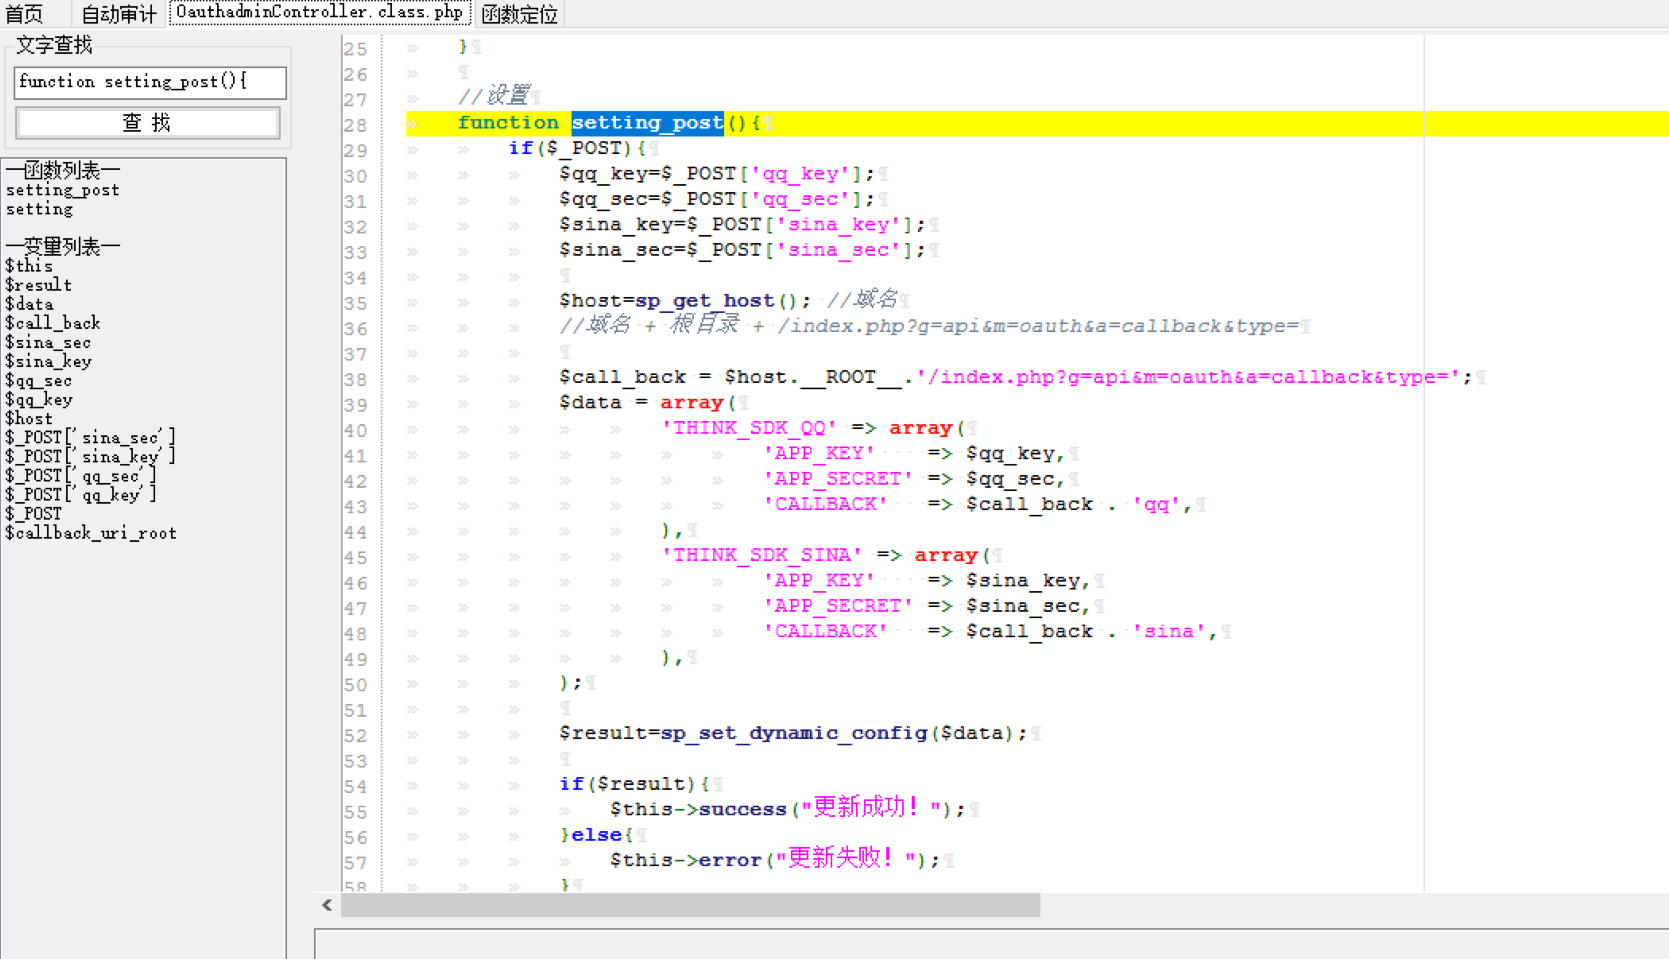 首页 自动审计 OauthadminController.class.php 函数定位
文字查找
function setting_post(){
查 找
—函数列表—
setting_post
setting
—变量列表—
$this
$result
$data
$call_back
$sina_sec
$sina_key
$qq_sec
$qq_key
$host
$_POST['sina_sec']
$_POST['sina_key']
$_POST['qq_sec']
$_POST['qq_key']
$_POST
$callback_uri_root
25 }
26
27 //设置
28 function setting_post(){
29 if($_POST){
30 $qq_key=$_POST['qq_key'];
31 $qq_sec=$_POST['qq_sec'];
32 $sina_key=$_POST['sina_key'];
33 $sina_sec=$_POST['sina_sec'];
34
35 $host=sp_get_host(); //域名
36 //域名 + 根目录 + /index.php?g=api&m=oauth&a=callback&type=
37
38 $call_back = $host.__ROOT__.'/index.php?g=api&m=oauth&a=callback&type=';
39 $data = array(
40 'THINK_SDK_QQ' => array(
41 'APP_KEY' => $qq_key,
42 'APP_SECRET' => $qq_sec,
43 'CALLBACK' => $call_back . 'qq',
44 ),
45 'THINK_SDK_SINA' => array(
46 'APP_KEY' => $sina_key,
47 'APP_SECRET' => $sina_sec,
48 'CALLBACK' => $call_back . 'sina',
49 ),
50 );
51
52 $result=sp_set_dynamic_config($data);
53
54 if($result){
55 $this->success("更新成功！");
56 }else{
57 $this->error("更新失败！");
58 }